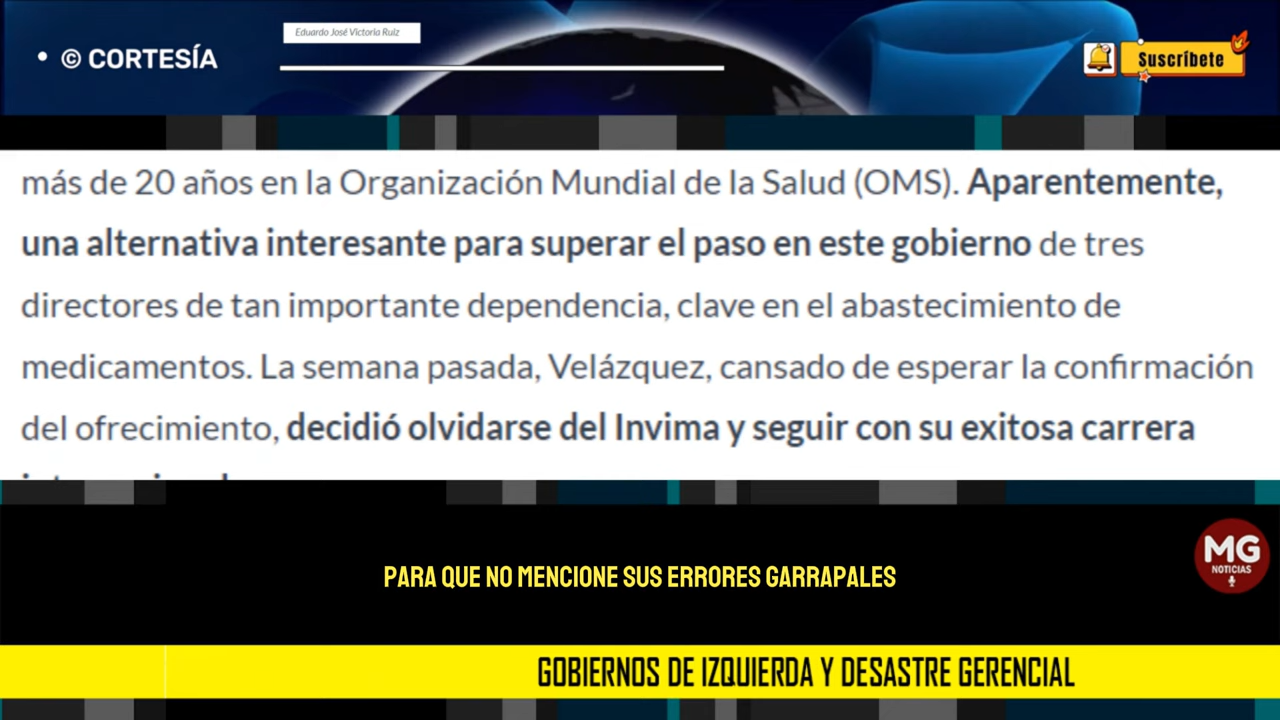 Eduardo José Victoria Ruiz
• © CORTESÍA
Suscríbete
más de 20 años en la Organización Mundial de la Salud (OMS). Aparentemente,
una alternativa interesante para superar el paso en este gobierno de tres
directores de tan importante dependencia, clave en el abastecimiento de
medicamentos. La semana pasada, Velázquez, cansado de esperar la confirmación
del ofrecimiento, decidió olvidarse del Invima y seguir con su exitosa carrera
MG
NOTICIAS
PARA QUE NO MENCIONE SUS ERRORES GARRAPALES
GOBIERNOS DE IZQUIERDA Y DESASTRE GERENCIAL